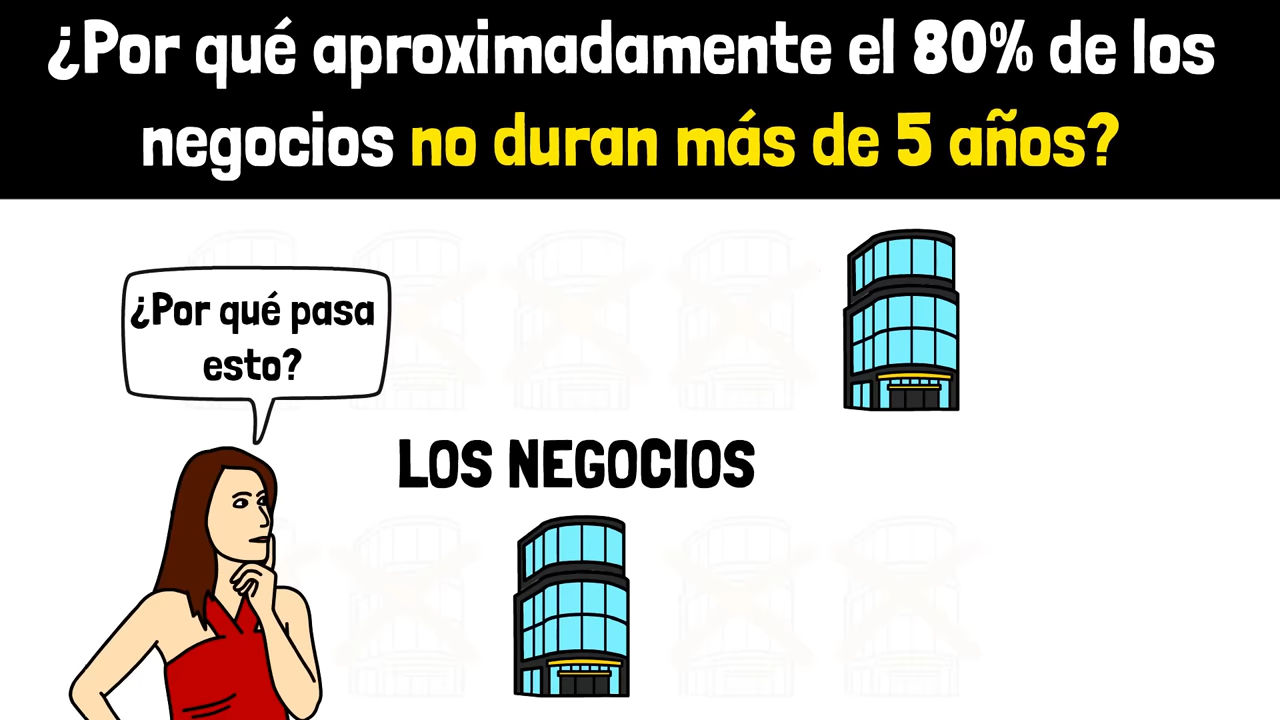 ¿Por qué aproximadamente el 80% de los
negocios no duran más de 5 años?
¿Por qué pasa
esto?
LOS NEGOCIOS